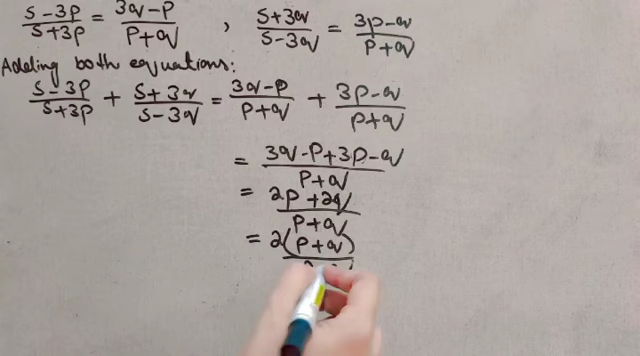 S-3p/S+3p = 3q-p/p+q , S+3q/S-3q = 3p-q/p+q
Adding both equations:
S-3p/S+3p + S+3q/S-3q = 3q-p/p+q + 3p-q/p+q
= 3q-p+3p-q/p+q
= 2p+2q/p+q
= 2(p+q)